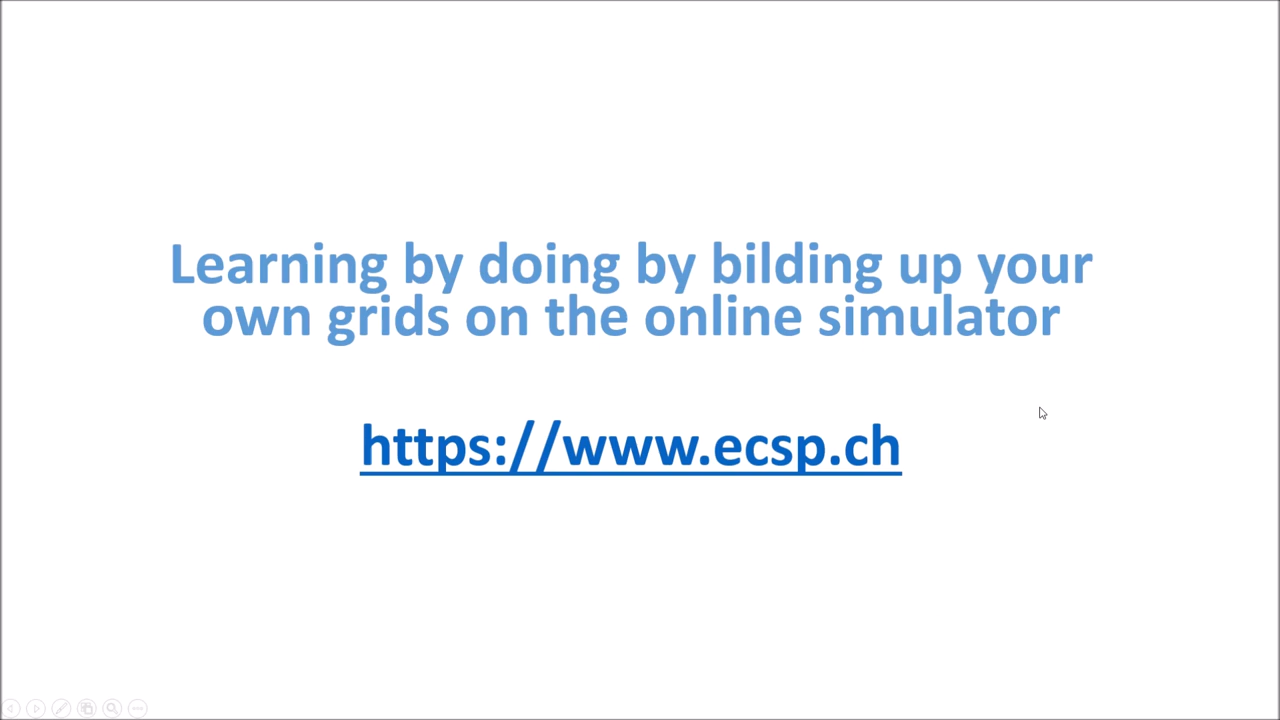 Learning by doing by bilding up your
own grids on the online simulator
https://www.ecsp.ch